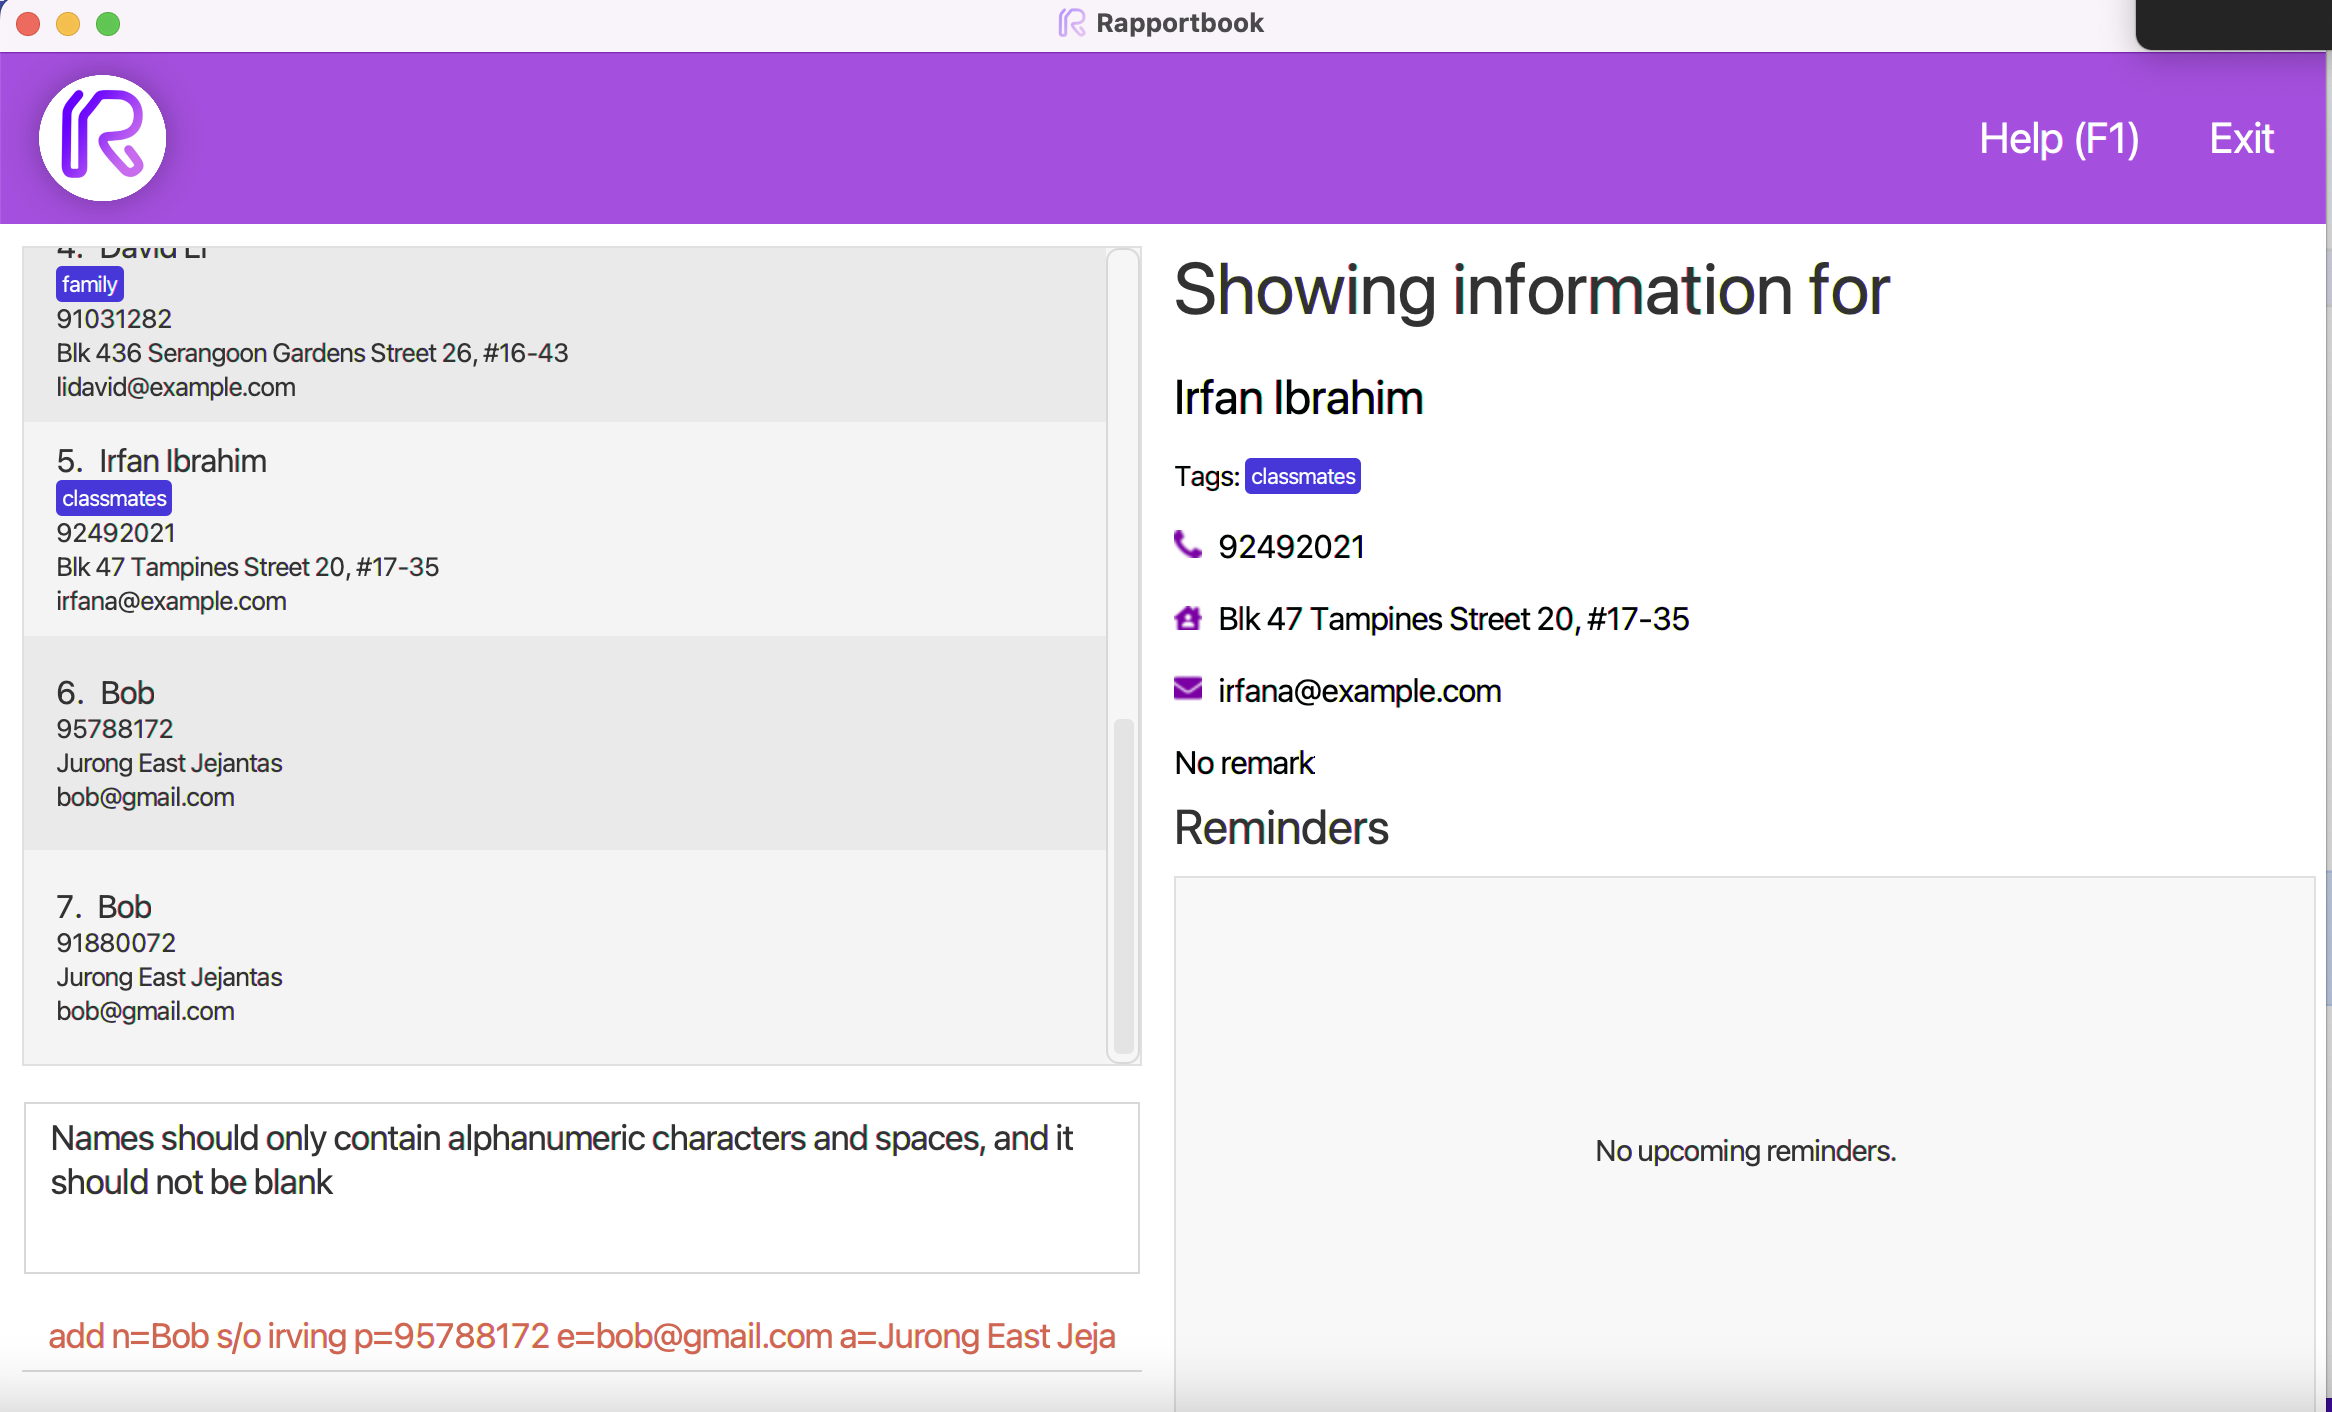 Rapportbook
Help (F1) Exit
4. David Li
family
91031282
Blk 436 Serangoon Gardens Street 26, #16-43
lidavid@example.com
5. Irfan Ibrahim
classmates
92492021
Blk 47 Tampines Street 20, #17-35
irfana@example.com
6. Bob
95788172
Jurong East Jejantas
bob@gmail.com
7. Bob
91880072
Jurong East Jejantas
bob@gmail.com
Names should only contain alphanumeric characters and spaces, and it
should not be blank
add n=Bob s/o irving p=95788172 e=bob@gmail.com a=Jurong East Jeja
Showing information for
Irfan Ibrahim
Tags: classmates
92492021
Blk 47 Tampines Street 20, #17-35
irfana@example.com
No remark
Reminders
No upcoming reminders.